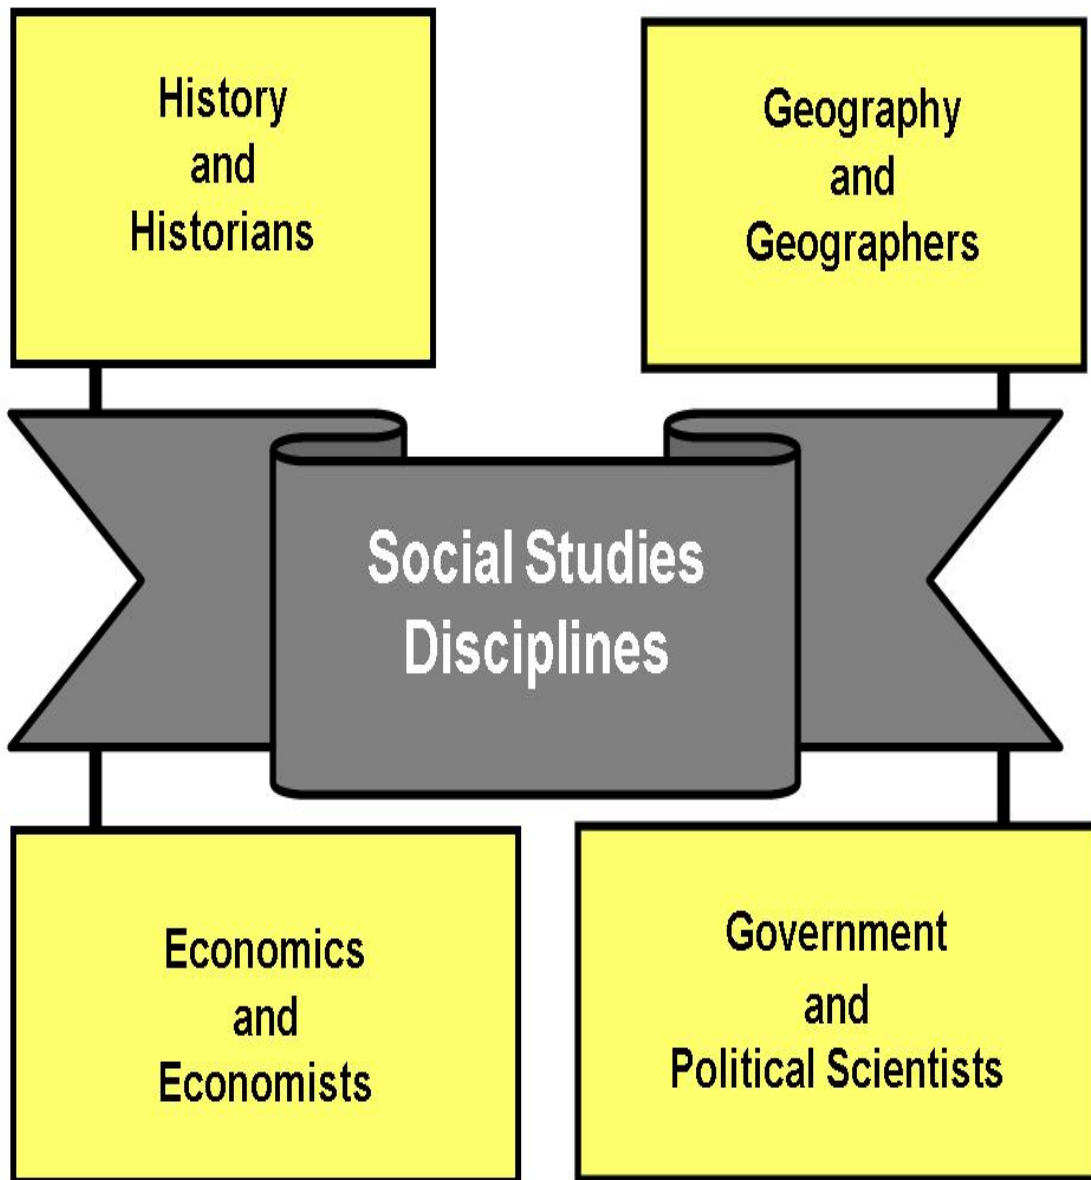 History
and
Historians
Geography
and
Geographers
Social Studies
Disciplines
Economics
and
Economists
Government
and
Political Scientists